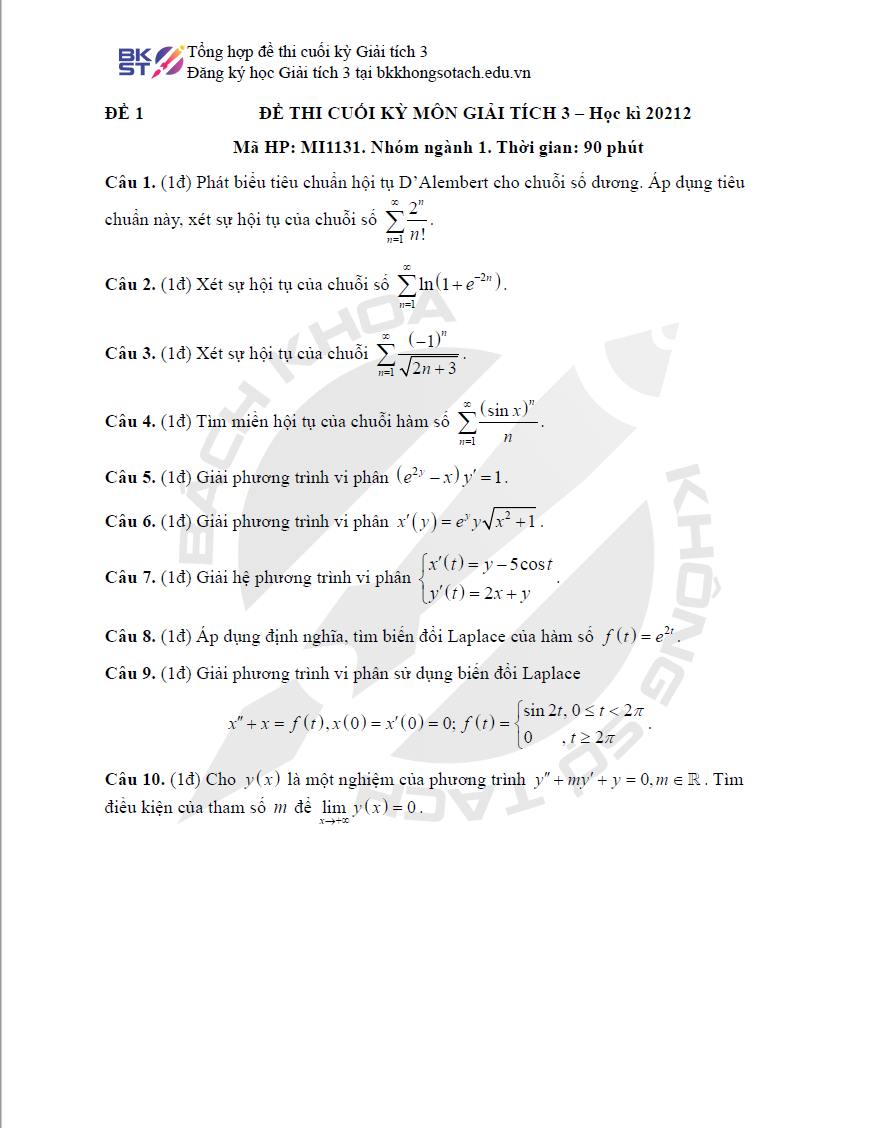 BK
ST
Tổng hợp đề thi cuối kỳ Giải tích 3
Đăng ký học Giải tích 3 tại bkkhongsotach.edu.vn
ĐỀ 1 ĐỀ THI CUỐI KỲ MÔN GIẢI TÍCH 3 – Học kì 20212
Mã HP: MI1131. Nhóm ngành 1. Thời gian: 90 phút
Câu 1. (1đ) Phát biểu tiêu chuẩn hội tụ D’Alembert cho chuỗi số dương. Áp dụng tiêu
chuẩn này, xét sự hội tụ của chuỗi số \sum_{n=1}^{\infty} \frac{2^n}{n!}.
Câu 2. (1đ) Xét sự hội tụ của chuỗi số \sum_{n=1}^{\infty} \ln(1+e^{-2n}).
Câu 3. (1đ) Xét sự hội tụ của chuỗi \sum_{n=1}^{\infty} \frac{(-1)^n}{\sqrt{2n+3}}.
Câu 4. (1đ) Tìm miền hội tụ của chuỗi hàm số \sum_{n=1}^{\infty} \frac{(\sin x)^n}{n}.
Câu 5. (1đ) Giải phương trình vi phân (e^{2y} - x)y' = 1.
Câu 6. (1đ) Giải phương trình vi phân x'(y) = e^y y\sqrt{x^2+1}.
Câu 7. (1đ) Giải hệ phương trình vi phân \begin{cases} x'(t) = y - 5\cos t \\ y'(t) = 2x + y \end{cases}.
Câu 8. (1đ) Áp dụng định nghĩa, tìm biến đổi Laplace của hàm số f(t) = e^{2t}.
Câu 9. (1đ) Giải phương trình vi phân sử dụng biến đổi Laplace
x'' + x = f(t), x(0) = x'(0) = 0; f(t) = \begin{cases} \sin 2t, 0 \le t < 2\pi \\ 0 , t \ge 2\pi \end{cases}.
Câu 10. (1đ) Cho y(x) là một nghiệm của phương trình y'' + my' + y = 0, m ∈ ℝ. Tìm
điều kiện của tham số m để \lim_{x \to +\infty} y(x) = 0.
BÁCH KHOA
KHÔNG SỢ TẠCH